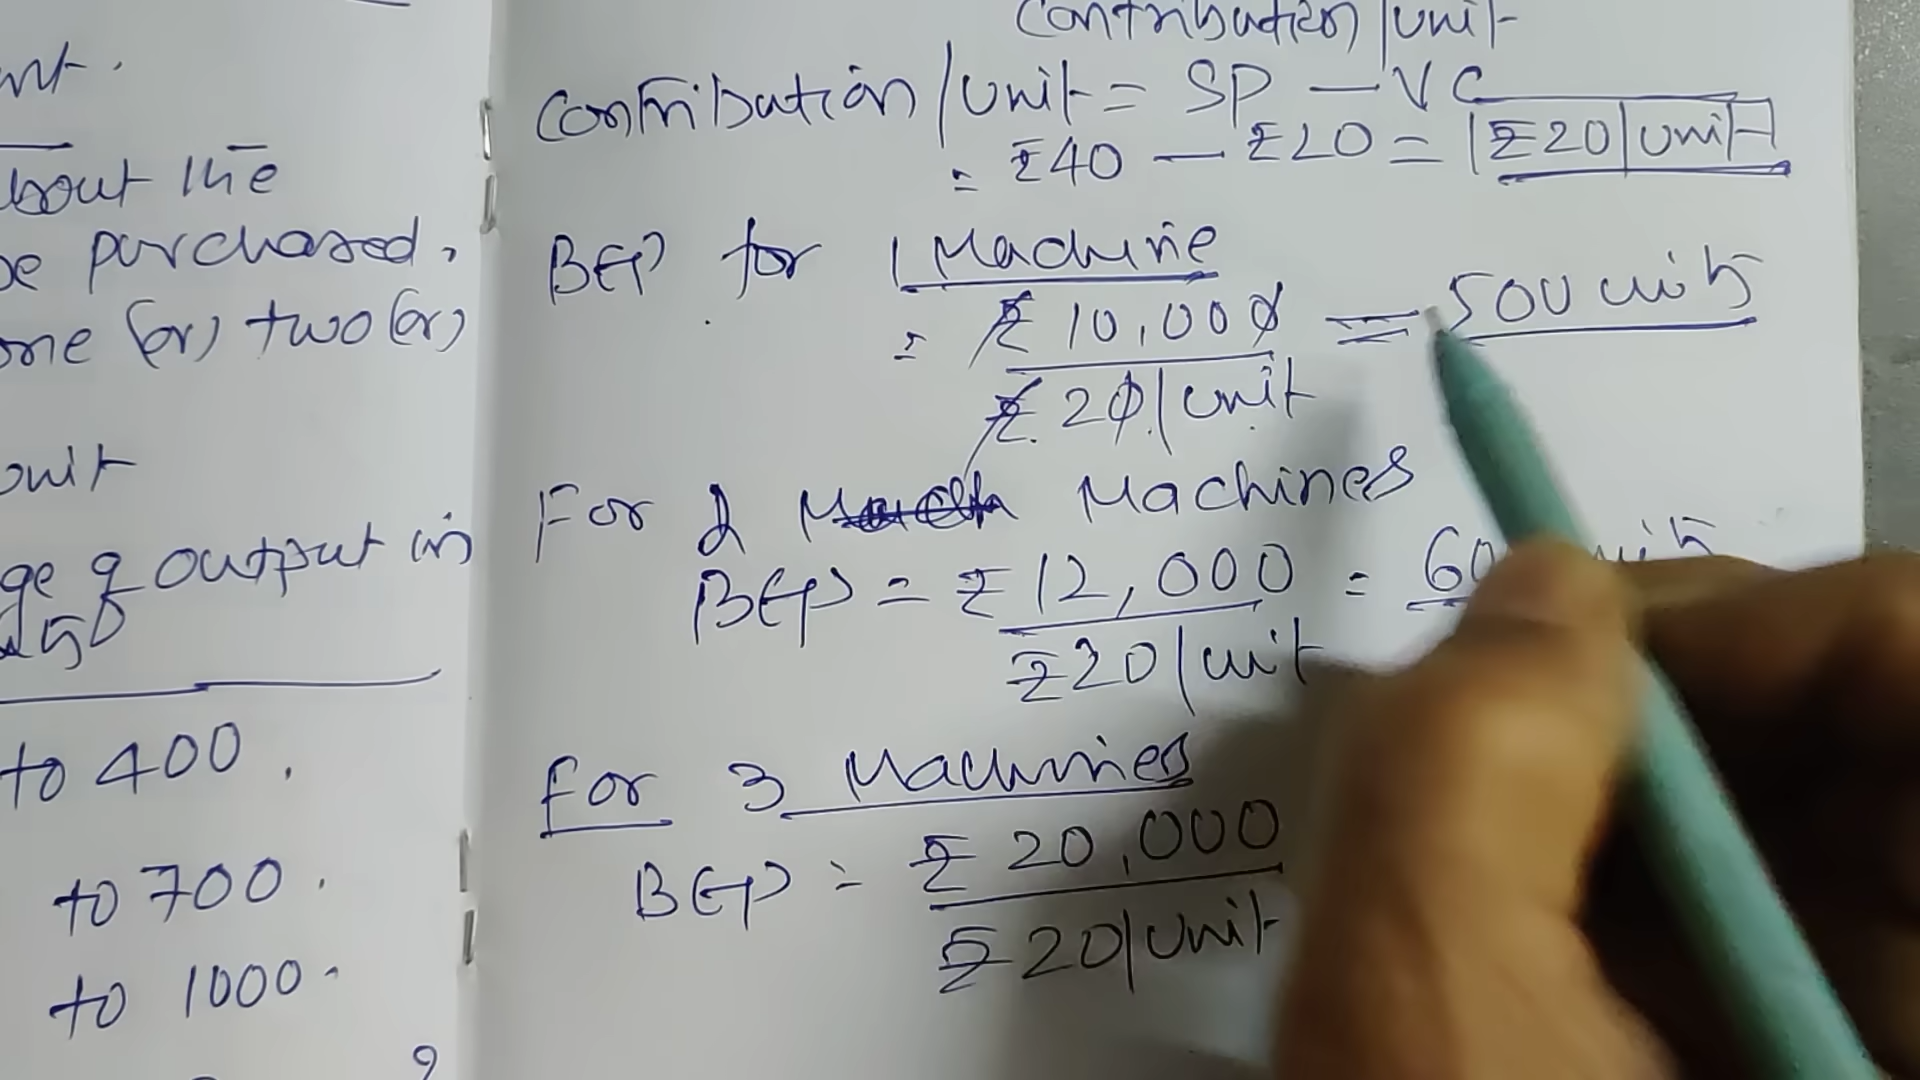 be purchased.
one (or) two (or)
unit
output in
to 400.
to 700.
to 1000.
?
Contribution/unit
Contribution/unit = SP - VC
= ₹40 - ₹20 = ₹20/unit
BEP for 1 Machine
= ₹10,000 / ₹20/unit = 500 units
For 2 Machines
BEP = ₹12,000 / ₹20/unit = 60
For 3 Machines
BEP = ₹20,000 / ₹20/unit